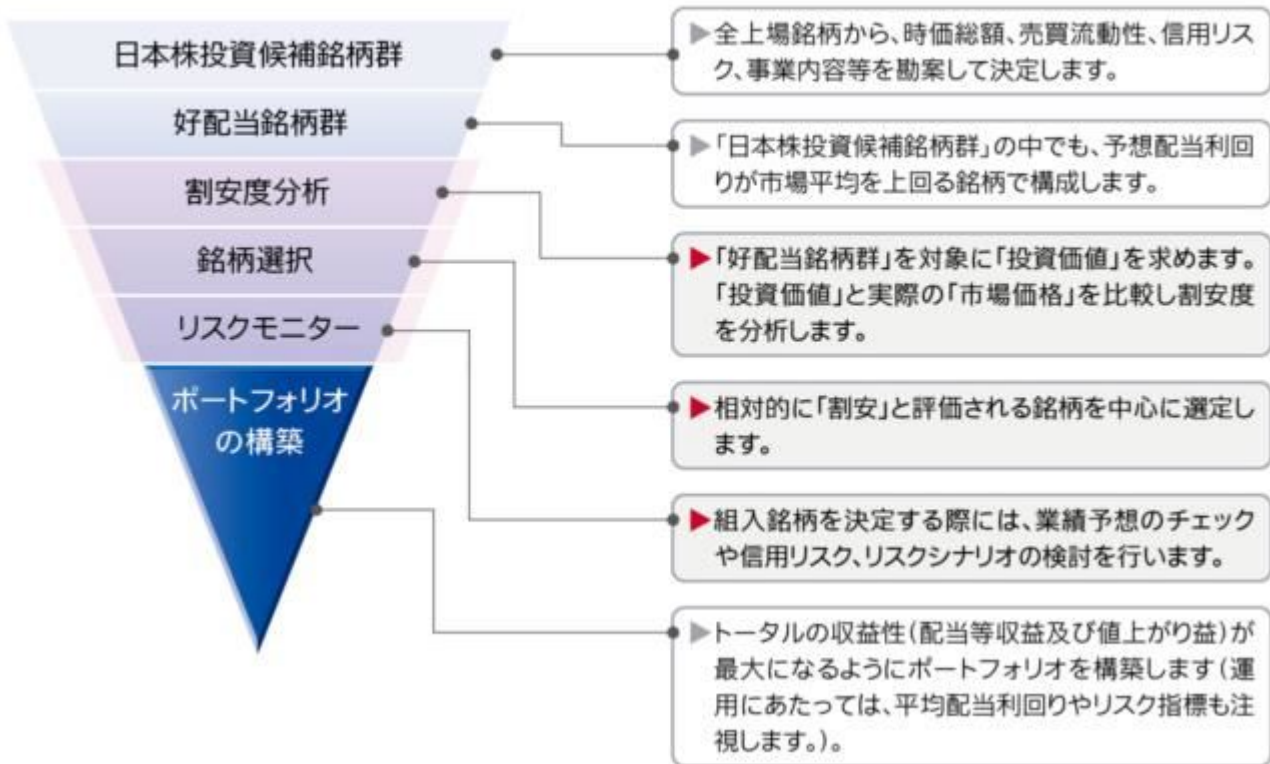 日本株投資候補銘柄群
▶全上場銘柄から、時価総額、売買流動性、信用リス
ク、事業内容等を勘案して決定します。
好配当銘柄群
▶「日本株投資候補銘柄群」の中でも、予想配当利回
りが市場平均を上回る銘柄で構成します。
割安度分析
▶「好配当銘柄群」を対象に「投資価値」を求めます。
「投資価値」と実際の「市場価格」を比較し割安度
を分析します。
銘柄選択
▶相対的に「割安」と評価される銘柄を中心に選定し
ます。
リスクモニター
▶組入銘柄を決定する際には、業績予想のチェック
や信用リスク、リスクシナリオの検討を行います。
ポートフォリオ
の構築
▶トータルの収益性(配当等収益及び値上がり益)が
最大になるようにポートフォリオを構築します(運
用にあたっては、平均配当利回りやリスク指標も注
視します。)。